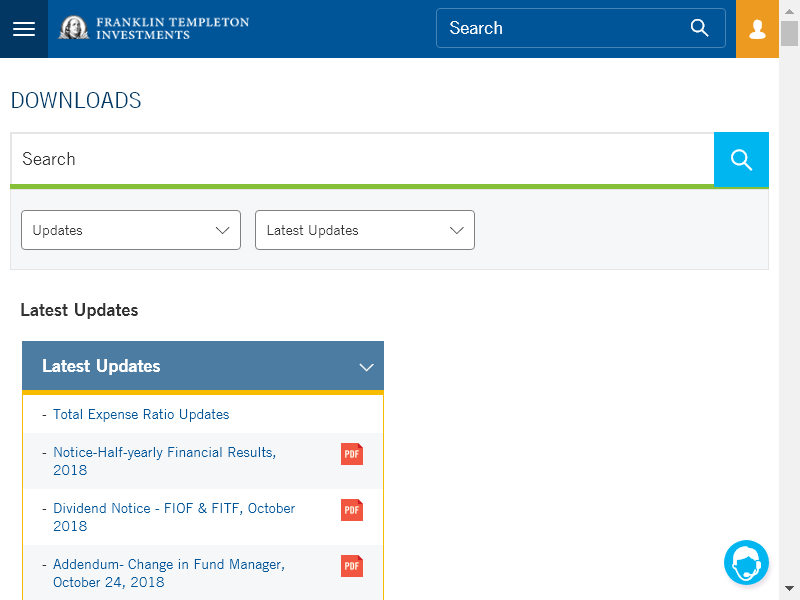 FRANKLIN TEMPLETON
INVESTMENTS
Search
DOWNLOADS
Search
Updates
Latest Updates
Latest Updates
Latest Updates
- Total Expense Ratio Updates
- Notice-Half-yearly Financial Results,
2018
PDF
- Dividend Notice - FIOF & FITF, October
2018
PDF
- Addendum- Change in Fund Manager,
October 24, 2018
PDF